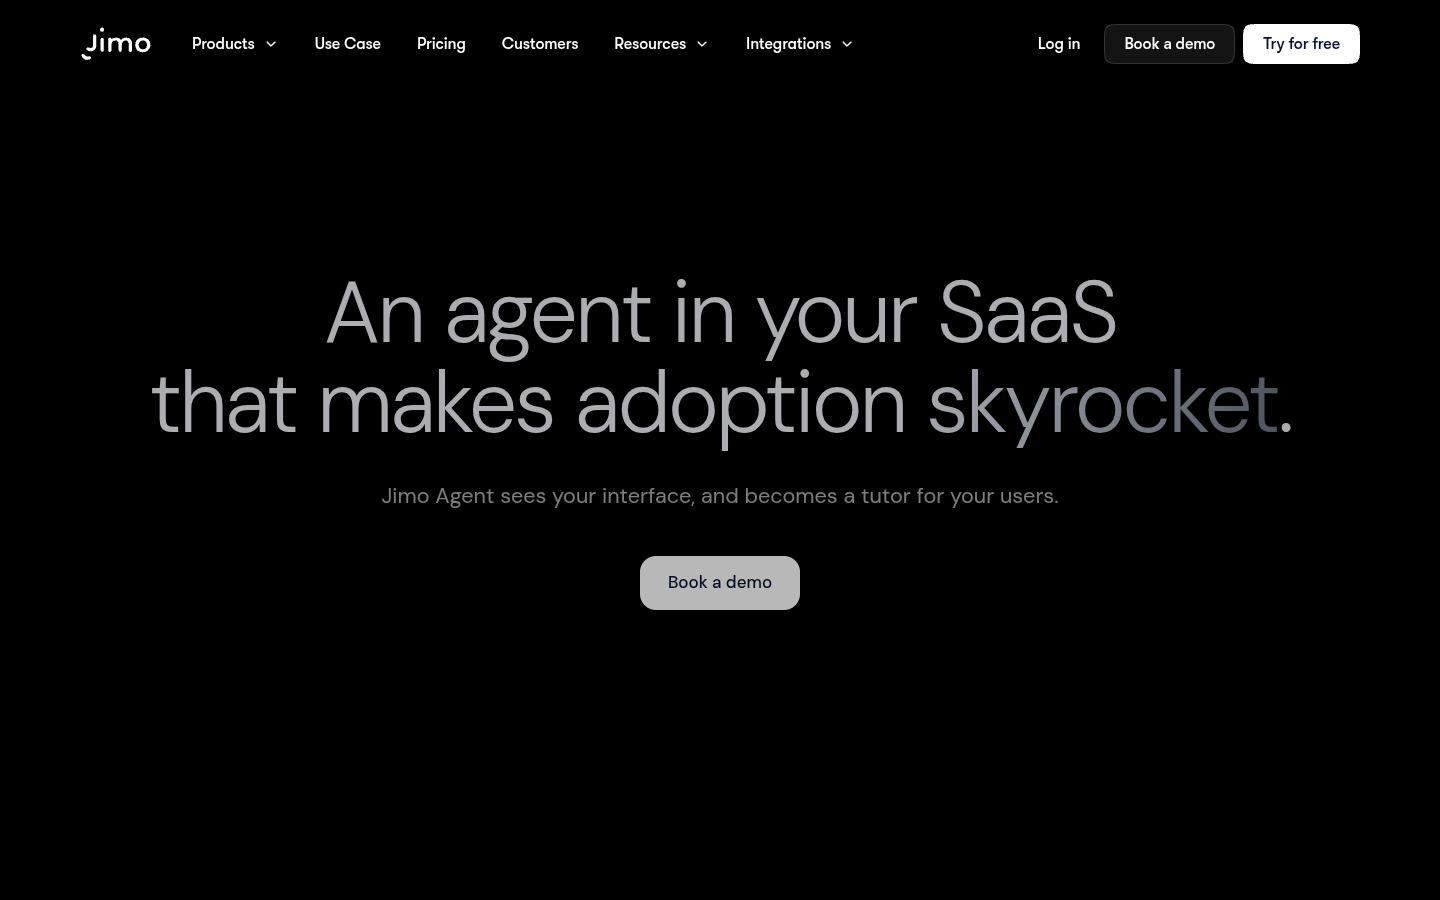 Jimo
Products
Use Case
Pricing
Customers
Resources
Integrations
Log in
Book a demo
Try for free
An agent in your SaaS
that makes adoption skyrocket.
Jimo Agent sees your interface, and becomes a tutor for your users.
Book a demo